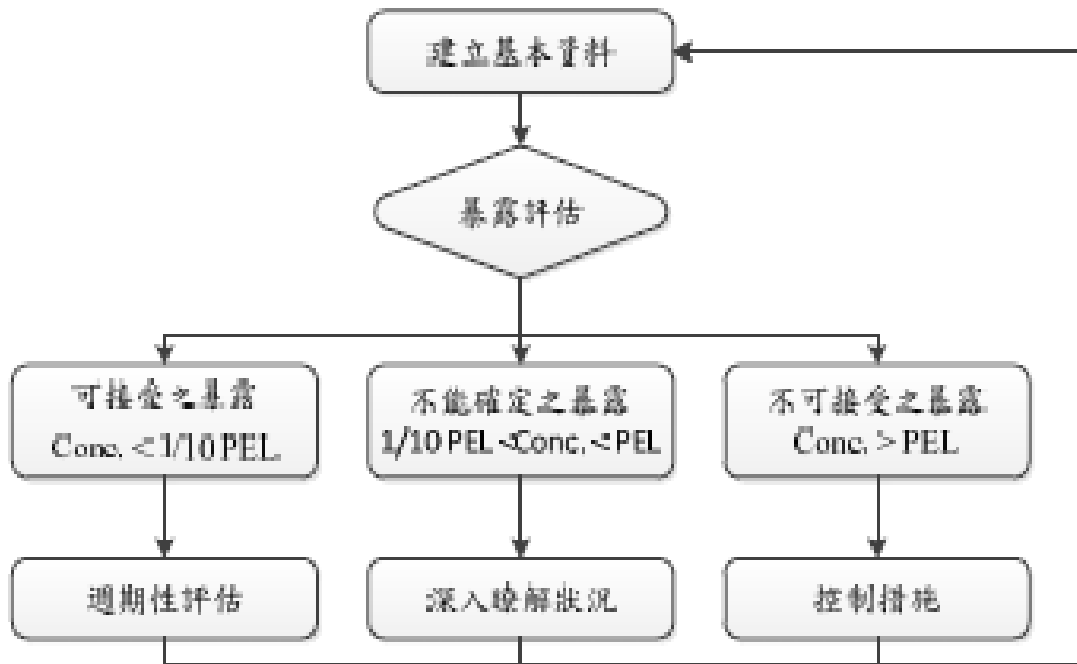 建立基本資料
暴露評估
可接受之暴露
Conc. < 1/10 PEL
不能確定之暴露
1/10 PEL <Conc. < PEL
不可接受之暴露
Conc. > PEL
週期性評估
深入瞭解狀況
控制措施